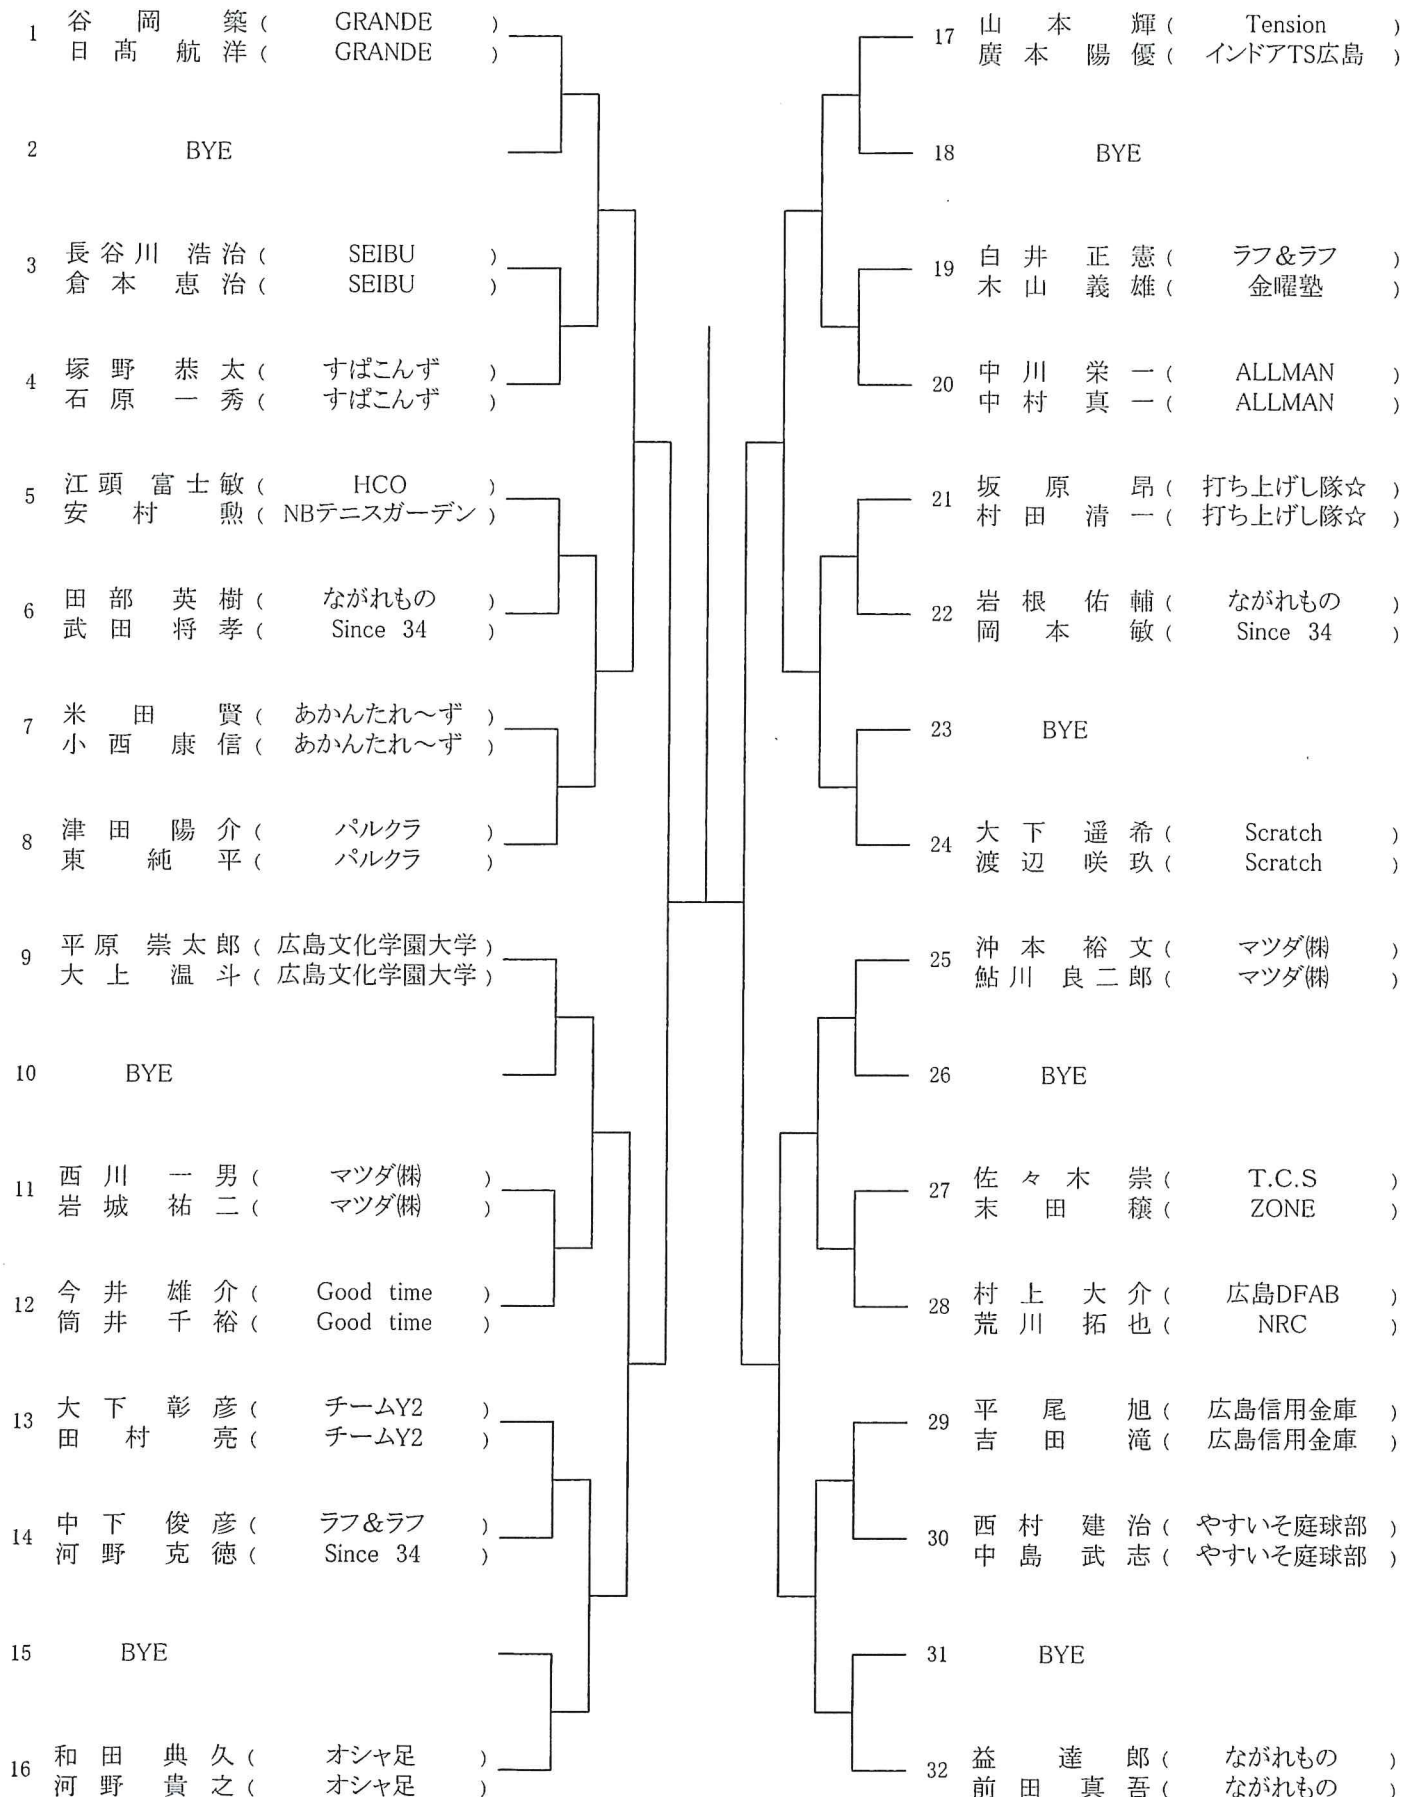 1 谷岡 築 ( GRANDE )
日髙 航洋 ( GRANDE )
2 BYE
3 長谷川 浩治 ( SEIBU )
倉本 恵治 ( SEIBU )
4 塚野 恭太 ( すぱこんず )
石原 一秀 ( すぱこんず )
5 江頭 富士敏 ( HCO )
安村 勲 ( NBテニスガーデン )
6 田部 英樹 ( ながれもの )
武田 将孝 ( Since 34 )
7 米田 賢 ( あかんたれ〜ず )
小西 康信 ( あかんたれ〜ず )
8 津田 陽介 ( パルクラ )
東 純平 ( パルクラ )
9 平原 崇太郎 ( 広島文化学園大学 )
大上 温斗 ( 広島文化学園大学 )
10 BYE
11 西川 一男 ( マツダ㈱ )
岩城 祐二 ( マツダ㈱ )
12 今井 雄介 ( Good time )
筒井 千裕 ( Good time )
13 大下 彰彦 ( チームY2 )
田村 亮 ( チームY2 )
14 中下 俊彦 ( ラフ&ラフ )
河野 克徳 ( Since 34 )
15 BYE
16 和田 典久 ( オシャ足 )
河野 貴之 ( オシャ足 )
17 山本 輝 ( Tension )
廣本 陽優 ( インドアTS広島 )
18 BYE
19 白井 正憲 ( ラフ&ラフ )
木山 義雄 ( 金曜塾 )
20 中川 栄一 ( ALLMAN )
中村 真一 ( ALLMAN )
21 坂原 昴 ( 打ち上げし隊☆ )
村田 清一 ( 打ち上げし隊☆ )
22 岩根 佑輔 ( ながれもの )
岡本 敏 ( Since 34 )
23 BYE
24 大下 遥希 ( Scratch )
渡辺 咲玖 ( Scratch )
25 沖本 裕文 ( マツダ㈱ )
鮎川 良二郎 ( マツダ㈱ )
26 BYE
27 佐々木 崇 ( T.C.S )
末田 穣 ( ZONE )
28 村上 大介 ( 広島DFAB )
荒川 拓也 ( NRC )
29 平尾 旭 ( 広島信用金庫 )
吉田 滝 ( 広島信用金庫 )
30 西村 建治 ( やすいそ庭球部 )
中島 武志 ( やすいそ庭球部 )
31 BYE
32 益 達郎 ( ながれもの )
前田 真吾 ( ながれもの )